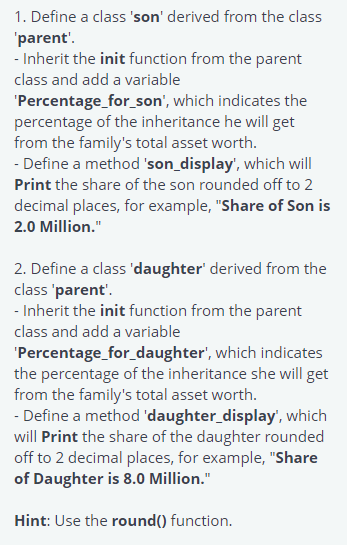 1. Define a class 'son' derived from the class
'parent'.
- Inherit the init function from the parent
class and add a variable
'Percentage_for_son', which indicates the
percentage of the inheritance he will get
from the family's total asset worth.
- Define a method 'son_display', which will
Print the share of the son rounded off to 2
decimal places, for example, "Share of Son is
2.0 Million."
2. Define a class 'daughter' derived from the
class 'parent'.
- Inherit the init function from the parent
class and add a variable
'Percentage_for_daughter', which indicates
the percentage of the inheritance she will get
from the family's total asset worth.
- Define a method 'daughter_display', which
will Print the share of the daughter rounded
off to 2 decimal places, for example, "Share
of Daughter is 8.0 Million."
Hint: Use the round() function.